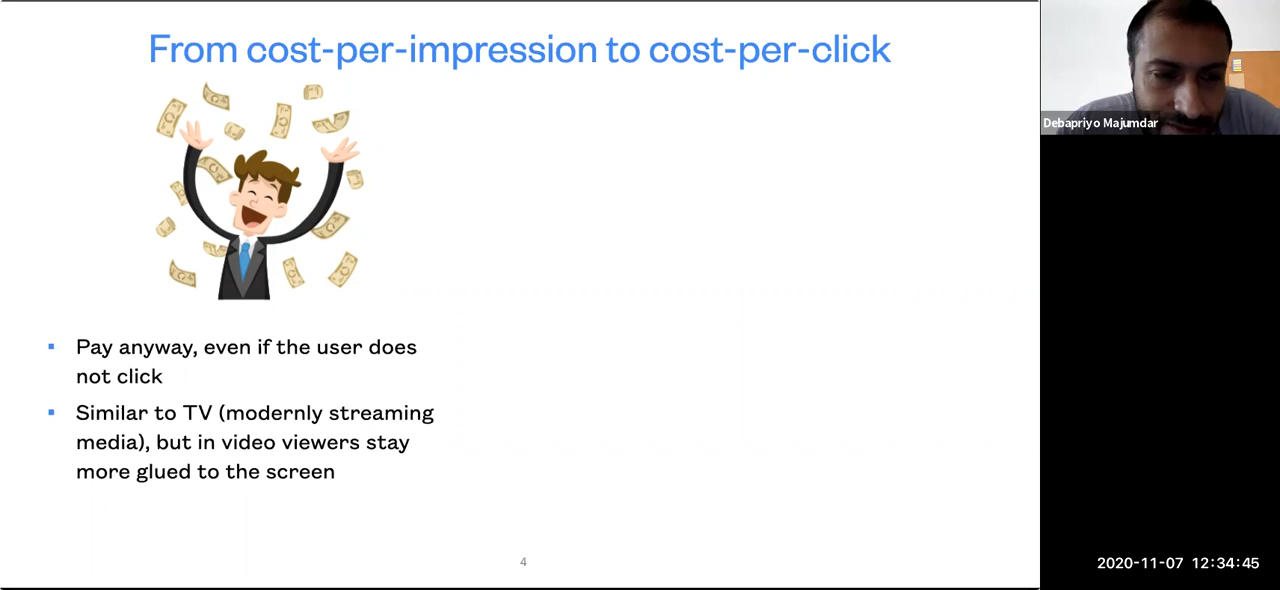 From cost-per-impression to cost-per-click
Debapriyo Majumdar
▪ Pay anyway, even if the user does
not click
▪ Similar to TV (modernly streaming
media), but in video viewers stay
more glued to the screen
4
2020-11-07 12:34:45